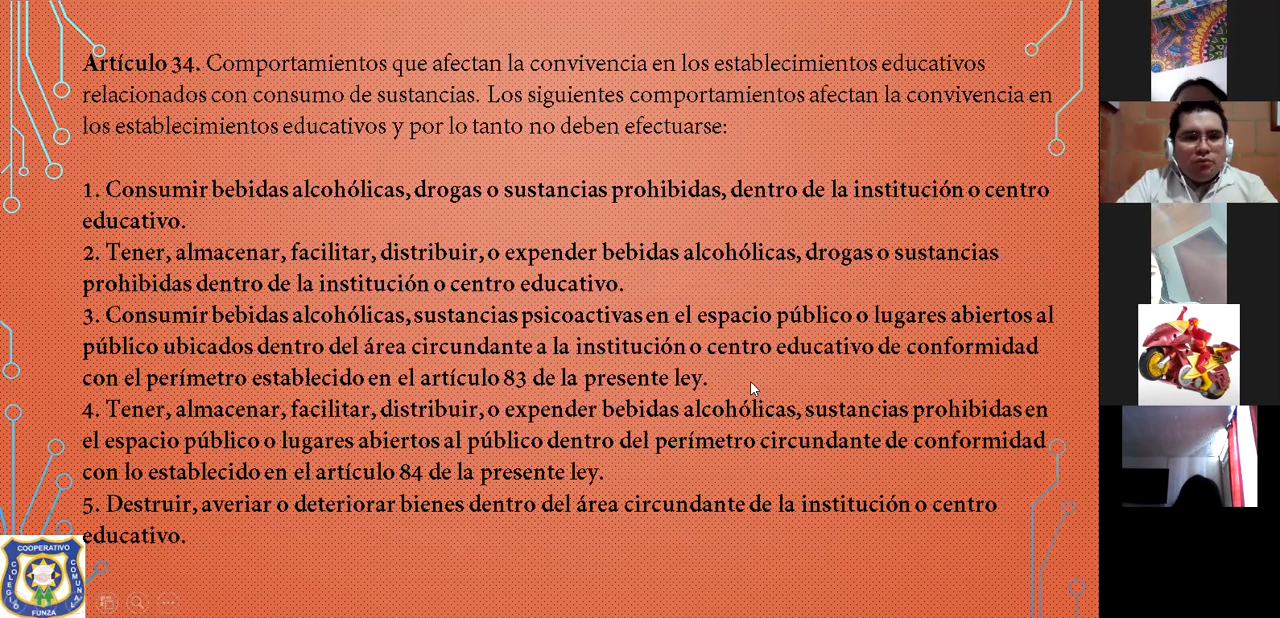 Artículo 34. Comportamientos que afectan la convivencia en los establecimientos educativos
relacionados con consumo de sustancias. Los siguientes comportamientos afectan la convivencia en
los establecimientos educativos y por lo tanto no deben efectuarse:
1. Consumir bebidas alcohólicas, drogas o sustancias prohibidas, dentro de la institución o centro
educativo.
2. Tener, almacenar, facilitar, distribuir, o expender bebidas alcohólicas, drogas o sustancias
prohibidas dentro de la institución o centro educativo.
3. Consumir bebidas alcohólicas, sustancias psicoactivas en el espacio público o lugares abiertos al
público ubicados dentro del área circundante a la institución o centro educativo de conformidad
con el perímetro establecido en el artículo 83 de la presente ley.
4. Tener, almacenar, facilitar, distribuir, o expender bebidas alcohólicas, sustancias prohibidas en
el espacio público o lugares abiertos al público dentro del perímetro circundante de conformidad
con lo establecido en el artículo 84 de la presente ley.
5. Destruir, averiar o deteriorar bienes dentro del área circundante de la institución o centro
educativo.
COOPERATIVO
COLEGIO
COMUNAL
FUNZA